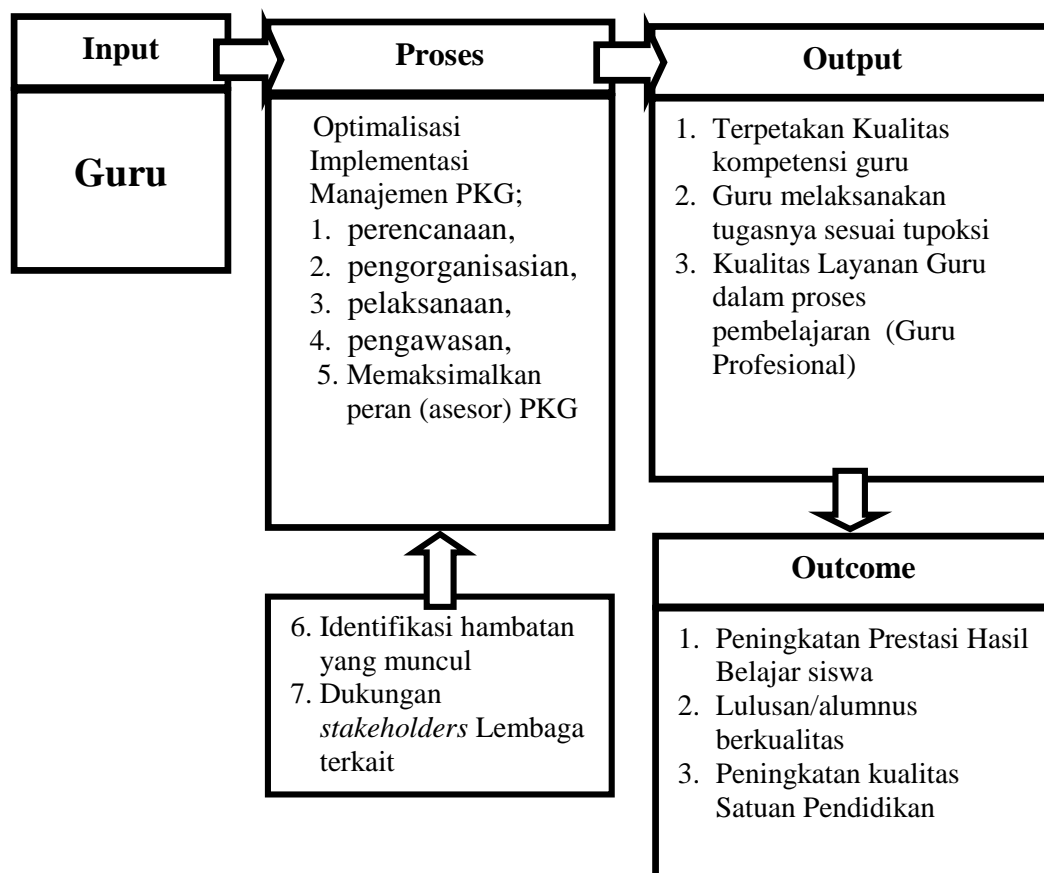 Input
Guru
Proses
Optimalisasi
Implementasi
Manajemen PKG;
1. perencanaan,
2. pengorganisasian,
3. pelaksanaan,
4. pengawasan,
5. Memaksimalkan
peran (asesor) PKG
6. Identifikasi hambatan
yang muncul
7. Dukungan
stakeholders Lembaga
terkait
Output
1. Terpetakan Kualitas
kompetensi guru
2. Guru melaksanakan
tugasnya sesuai tupoksi
3. Kualitas Layanan Guru
dalam proses
pembelajaran (Guru
Profesional)
Outcome
1. Peningkatan Prestasi Hasil
Belajar siswa
2. Lulusan/alumnus
berkualitas
3. Peningkatan kualitas
Satuan Pendidikan